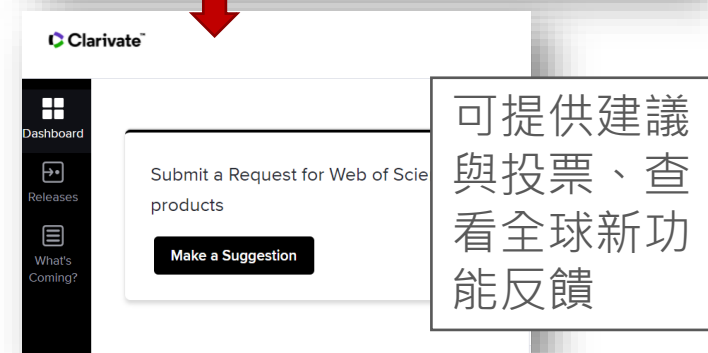 Clarivate™
Dashboard
Releases
What's
Coming?
Submit a Request for Web of Scie
products
Make a Suggestion
可提供建議
與投票、查
看全球新功
能反饋